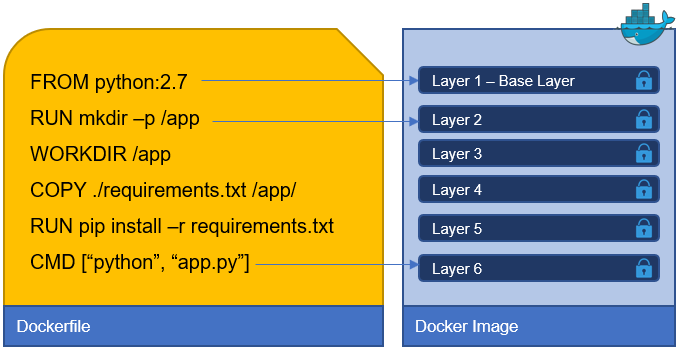 FROM python:2.7
RUN mkdir –p /app
WORKDIR /app
COPY ./requirements.txt /app/
RUN pip install –r requirements.txt
CMD [“python”, “app.py”]
Dockerfile
Layer 1 – Base Layer
Layer 2
Layer 3
Layer 4
Layer 5
Layer 6
Docker Image